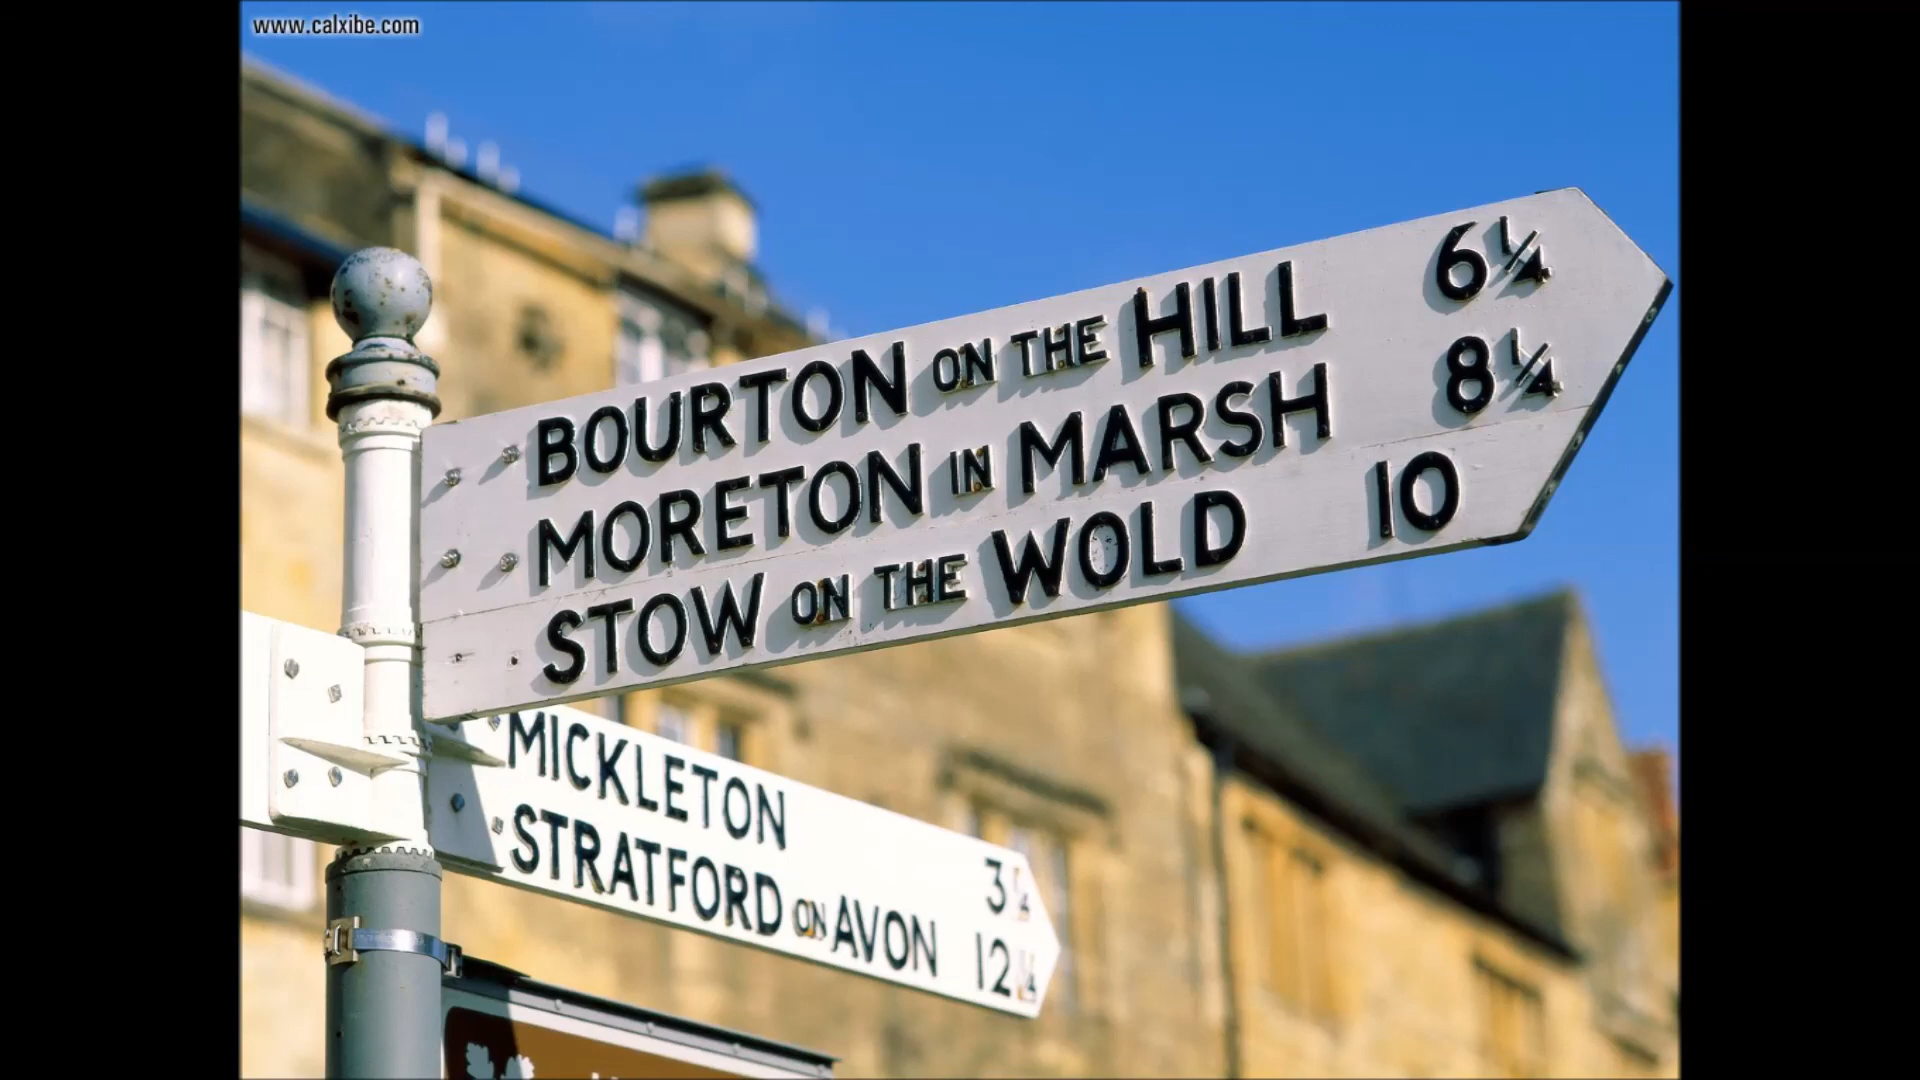 www.calxibe.com
BOURTON ON THE HILL 6¼
MORETON IN MARSH 8¼
STOW ON THE WOLD 10
MICKLETON 3¼
STRATFORD ON AVON 12¼